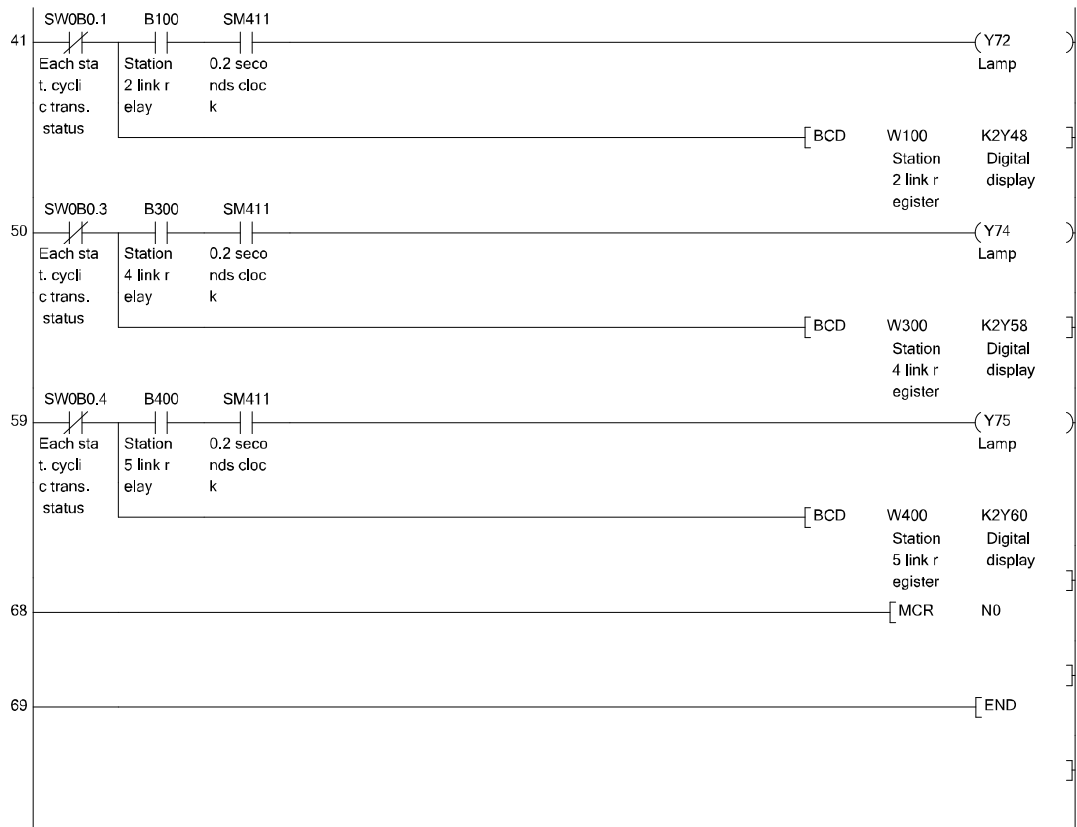 SW0B0.1 B100 SM411
41 Y72
Each sta Station 0.2 seco Lamp
t. cycli 2 link r nds cloc
c trans. elay k
status
BCD W100 K2Y48
Station Digital
2 link r display
egister
SW0B0.3 B300 SM411
50 Y74
Each sta Station 0.2 seco Lamp
t. cycli 4 link r nds cloc
c trans. elay k
status
BCD W300 K2Y58
Station Digital
4 link r display
egister
SW0B0.4 B400 SM411
59 Y75
Each sta Station 0.2 seco Lamp
t. cycli 5 link r nds cloc
c trans. elay k
status
BCD W400 K2Y60
Station Digital
5 link r display
egister
68 MCR N0
69 END